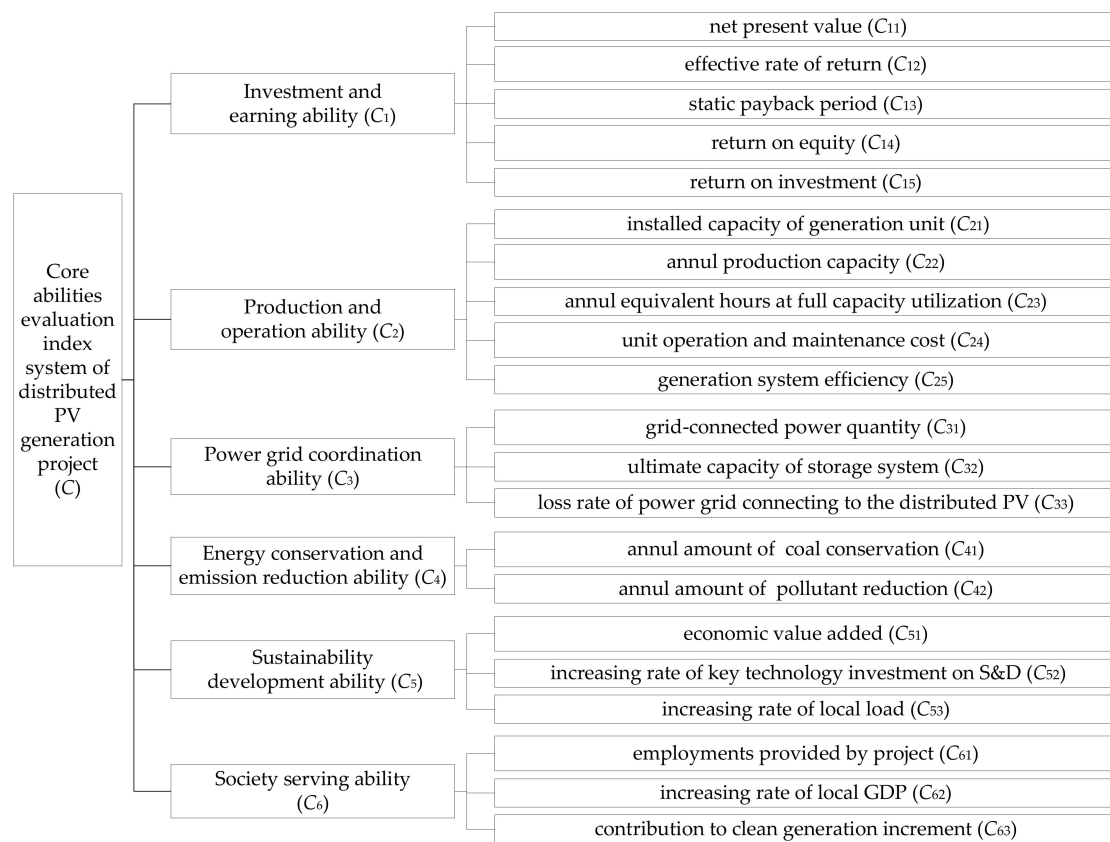 Core
abilities
evaluation
index
system of
distributed
PV
generation
project
(C)
Investment and
earning ability (C1)
net present value (C11)
effective rate of return (C12)
static payback period (C13)
return on equity (C14)
return on investment (C15)
Production and
operation ability (C2)
installed capacity of generation unit (C21)
annul production capacity (C22)
annul equivalent hours at full capacity utilization (C23)
unit operation and maintenance cost (C24)
generation system efficiency (C25)
Power grid coordination
ability (C3)
grid-connected power quantity (C31)
ultimate capacity of storage system (C32)
loss rate of power grid connecting to the distributed PV (C33)
Energy conservation and
emission reduction ability (C4)
annul amount of coal conservation (C41)
annul amount of pollutant reduction (C42)
Sustainability
development ability (C5)
economic value added (C51)
increasing rate of key technology investment on S&D (C52)
increasing rate of local load (C53)
Society serving ability
(C6)
employments provided by project (C61)
increasing rate of local GDP (C62)
contribution to clean generation increment (C63)